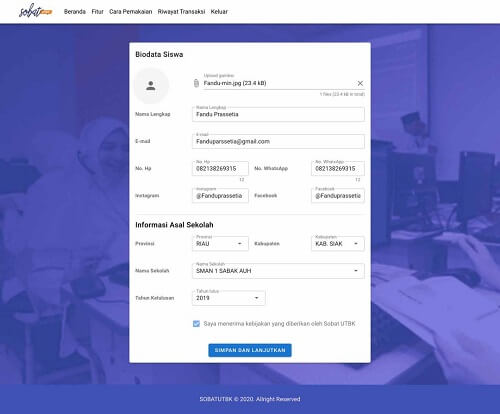 sobat utbk
Beranda Fitur Cara Pemakaian Riwayat Transaksi Keluar
Biodata Siswa
Upload gambar
Fandu-min.jpg (23.4 kB)
1 files (23.4 kB in total)
Nama Lengkap
Nama Lengkap
Fandu Prassetia
E-mail
E-mail
Fanduparssetia@gmail.com
No. Hp
No. Hp
082138269315
12
No. WhatsApp
No. WhatsApp
082138269315
12
Instagram
Instagram
@Fanduprassetia
Facebook
Facebook
@Fanduprassetia
Informasi Asal Sekolah
Provinsi
Provinsi
RIAU
Kabupaten
Kabupaten
KAB. SIAK
Nama Sekolah
Nama Sekolah
SMAN 1 SABAK AUH
Tahun Kelulusan
Tahun lulus
2019
Saya menerima kebijakan yang diberikan oleh Sobat UTBK
SIMPAN DAN LANJUTKAN
SOBATUTBK © 2020. Allright Reserved